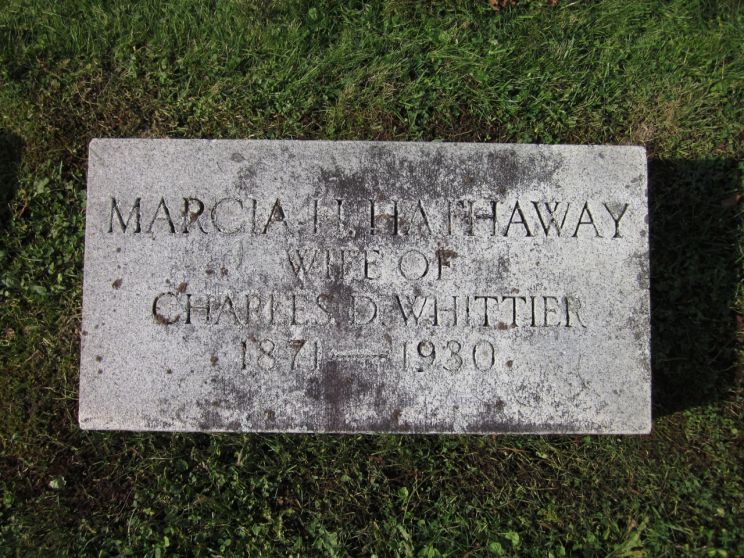 MARCIA H. HATHAWAY
WIFE OF
CHARLES D. WHITTIER
1871—1930